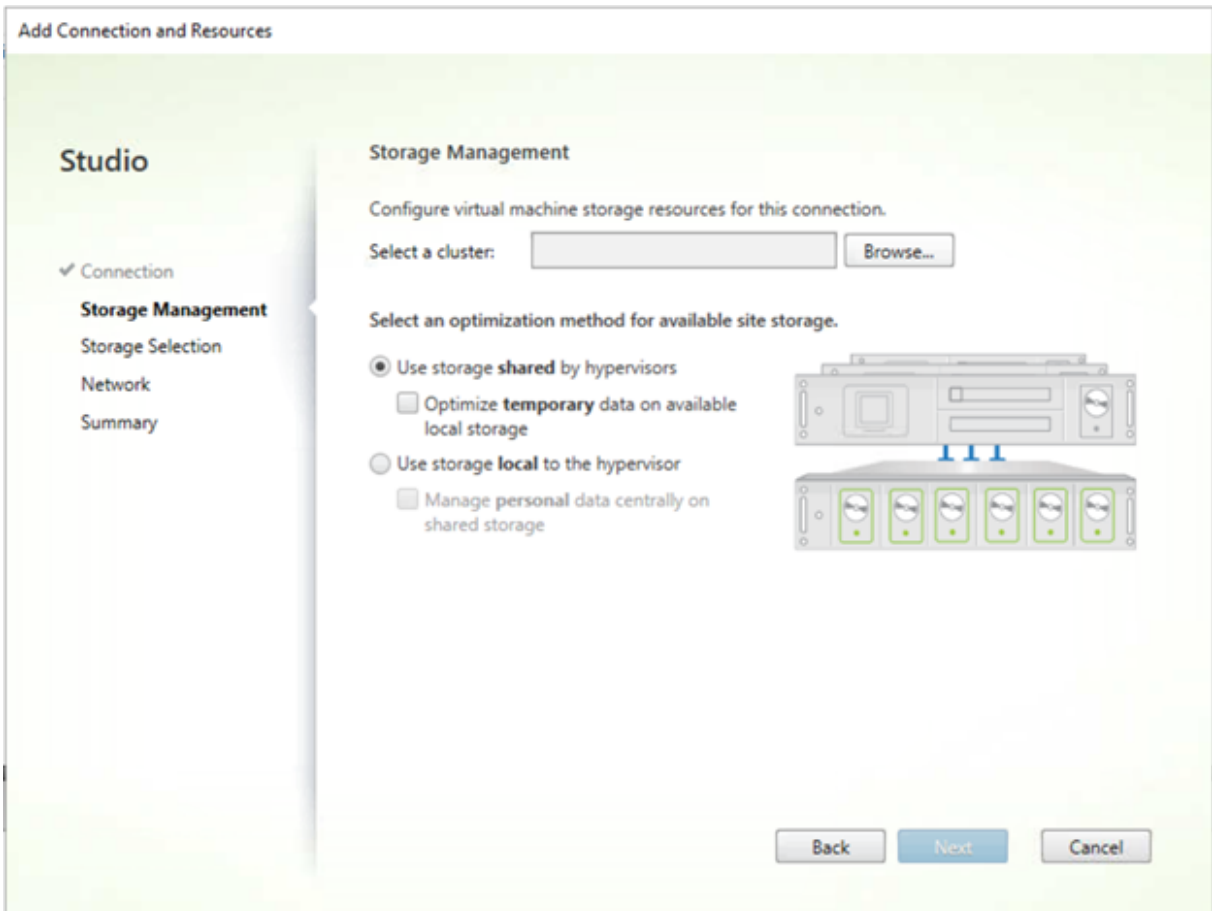 Add Connection and Resources
Studio
Connection
Storage Management
Storage Selection
Network
Summary
Storage Management
Configure virtual machine storage resources for this connection.
Select a cluster:
Browse...
Select an optimization method for available site storage.
Use storage shared by hypervisors
Optimize temporary data on available
local storage
Use storage local to the hypervisor
Manage personal data centrally on
shared storage
Back
Next
Cancel